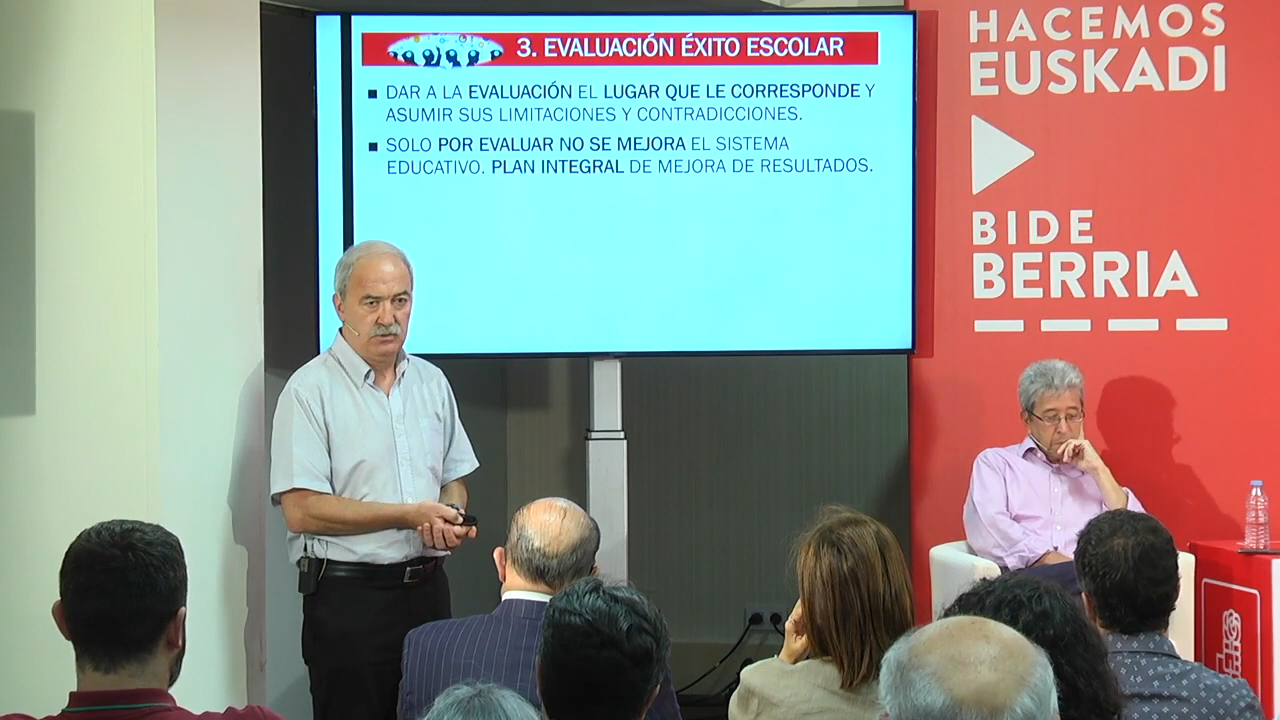 3. EVALUACIÓN ÉXITO ESCOLAR
DAR A LA EVALUACIÓN EL LUGAR QUE LE CORRESPONDE Y
ASUMIR SUS LIMITACIONES Y CONTRADICCIONES.
SOLO POR EVALUAR NO SE MEJORA EL SISTEMA
EDUCATIVO. PLAN INTEGRAL DE MEJORA DE RESULTADOS.
HACEMOS
EUSKADI
BIDE
BERRIA